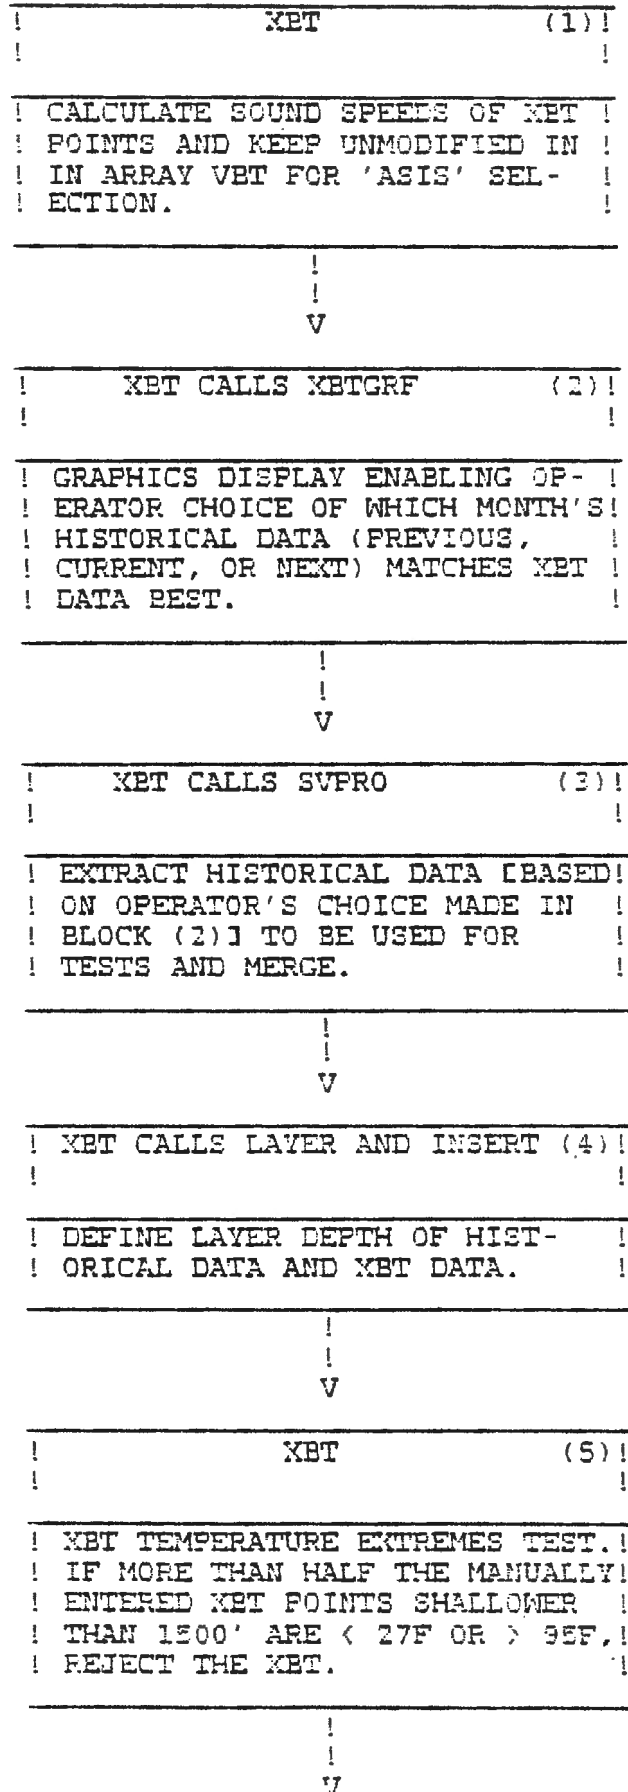 ! XBT (1)!
! !
! CALCULATE SOUND SPEEDS OF XBT !
! POINTS AND KEEP UNMODIFIED IN !
! IN ARRAY VBT FOR 'ASIS' SEL- !
! ECTION. !
!
!
V
! XBT CALLS XBTGRF (2)!
! !
! GRAPHICS DISPLAY ENABLING OP- !
! ERATOR CHOICE OF WHICH MONTH'S!
! HISTORICAL DATA (PREVIOUS, !
! CURRENT, OR NEXT) MATCHES XBT !
! DATA BEST. !
!
!
V
! XBT CALLS SVPRO (3)!
! !
! EXTRACT HISTORICAL DATA [BASED!
! ON OPERATOR'S CHOICE MADE IN !
! BLOCK (2)] TO BE USED FOR !
! TESTS AND MERGE. !
!
!
V
! XBT CALLS LAYER AND INSERT (4)!
! !
! DEFINE LAYER DEPTH OF HIST- !
! ORICAL DATA AND XBT DATA. !
!
!
V
! XBT (5)!
! !
! XBT TEMPERATURE EXTREMES TEST.!
! IF MORE THAN HALF THE MANUALLY!
! ENTERED XBT POINTS SHALLOWER !
! THAN 1500' ARE < 27F OR > 95F,!
! REJECT THE XBT. !
!
!
V